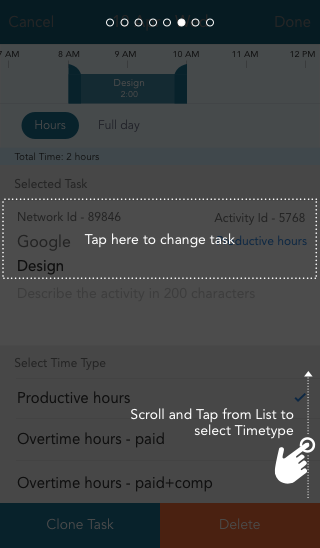 Cancel Done
7 AM 8 AM 9 AM 10 AM 11 AM 12 PM
Design
2.00
Hours Full day
Total Time: 2 hours
Selected Task
Network Id - 89846 Activity Id - 5768
Google Tap here to change task Productive hours
Design
Describe the activity in 200 characters
Select Time Type
Productive hours
Scroll and Tap from List to
select Timetype
Overtime hours - paid
Overtime hours - paid+comp
Clone Task Delete